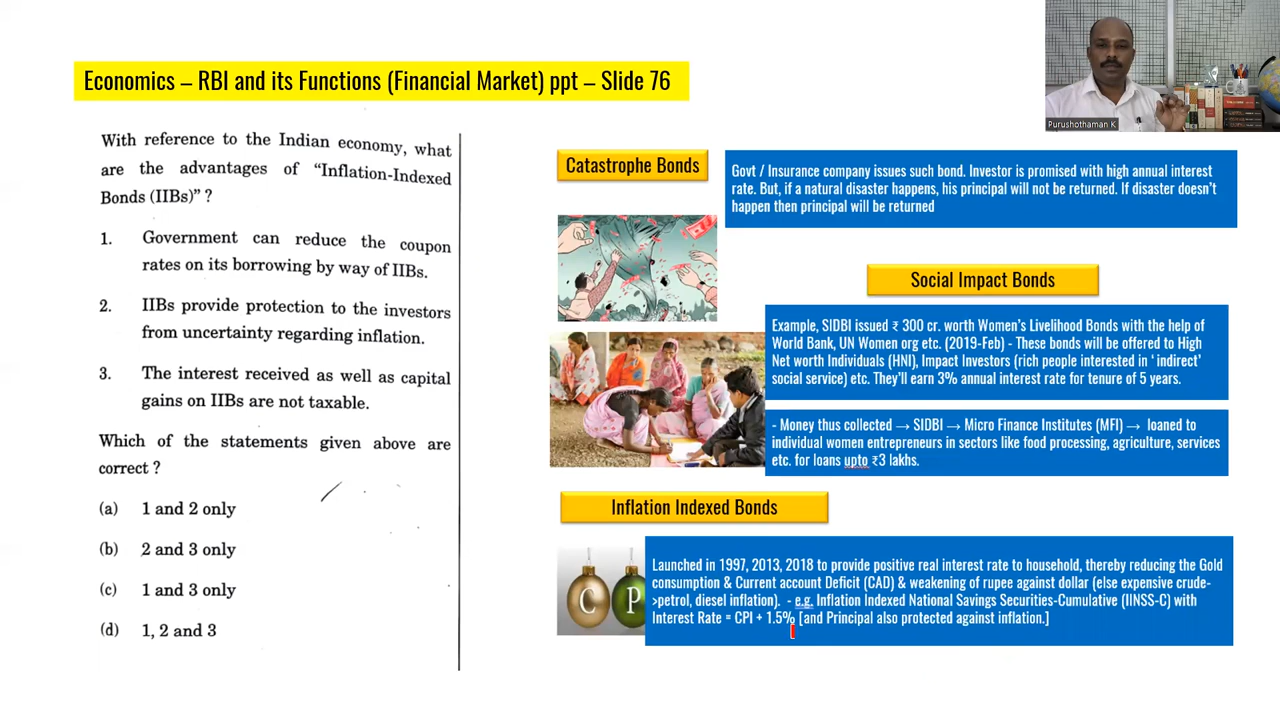 Economics – RBI and its Functions (Financial Market) ppt – Slide 76
Purushothaman K
With reference to the Indian economy, what
are the advantages of "Inflation-Indexed
Bonds (IIBs)" ?
1. Government can reduce the coupon
rates on its borrowing by way of IIBs.
2. IIBs provide protection to the investors
from uncertainty regarding inflation.
3. The interest received as well as capital
gains on IIBs are not taxable.
Which of the statements given above are
correct ?
(a) 1 and 2 only
(b) 2 and 3 only
(c) 1 and 3 only
(d) 1, 2 and 3
Catastrophe Bonds
Govt / Insurance company issues such bond. Investor is promised with high annual interest
rate. But, if a natural disaster happens, his principal will not be returned. If disaster doesn't
happen then principal will be returned
Social Impact Bonds
Example, SIDBI issued ₹ 300 cr. worth Women's Livelihood Bonds with the help of
World Bank, UN Women org etc. (2019-Feb) - These bonds will be offered to High
Net worth Individuals (HNI), Impact Investors (rich people interested in ' indirect'
social service) etc. They'll earn 3% annual interest rate for tenure of 5 years.
- Money thus collected → SIDBI → Micro Finance Institutes (MFI) → loaned to
individual women entrepreneurs in sectors like food processing, agriculture, services
etc. for loans upto ₹3 lakhs.
Inflation Indexed Bonds
C P
Launched in 1997, 2013, 2018 to provide positive real interest rate to household, thereby reducing the Gold
consumption & Current account Deficit (CAD) & weakening of rupee against dollar (else expensive crude-
>petrol, diesel inflation). - e.g. Inflation Indexed National Savings Securities-Cumulative (IINSS-C) with
Interest Rate = CPI + 1.5% [and Principal also protected against inflation.]